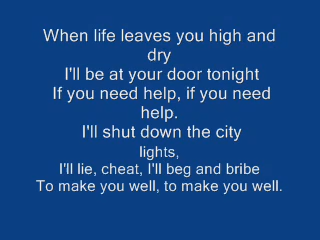 When life leaves you high and
dry
I'll be at your door tonight
If you need help, if you need
help.
I'll shut down the city
lights,
I'll lie, cheat, I'll beg and bribe
To make you well, to make you well.